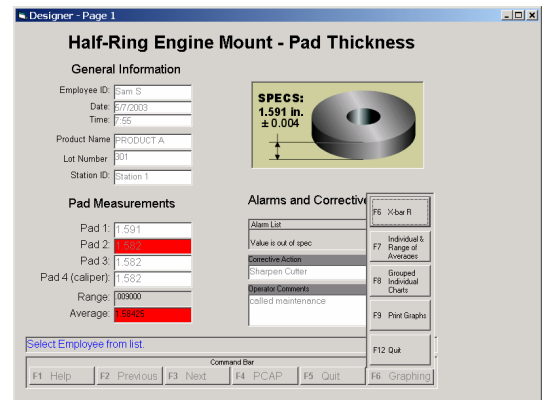 Designer - Page 1
Half-Ring Engine Mount - Pad Thickness
General Information
Employee ID: Sam S
Date: 5/7/2003
Time: 7:55
Product Name PRODUCT A
Lot Number 301
Station ID: Station 1
SPECS:
1.591 in.
± 0.004
Pad Measurements
Pad 1: 1.591
Pad 2: 1.582
Pad 3: 1.582
Pad 4 (caliper): 1.582
Range: .009000
Average: 1.58425
Alarms and Corrective
Alarm List
Value is out of spec
Corrective Action
Sharpen Cutter
Operator Comments
called maintenance
F6 X-bar R
F7 Individual & Range of Averages
F8 Grouped Individual Charts
F9 Print Graphs
F12 Quit
Select Employee from list.
Command Bar
F1 Help F2 Previous F3 Next F4 PCAP F5 Quit F6 Graphing